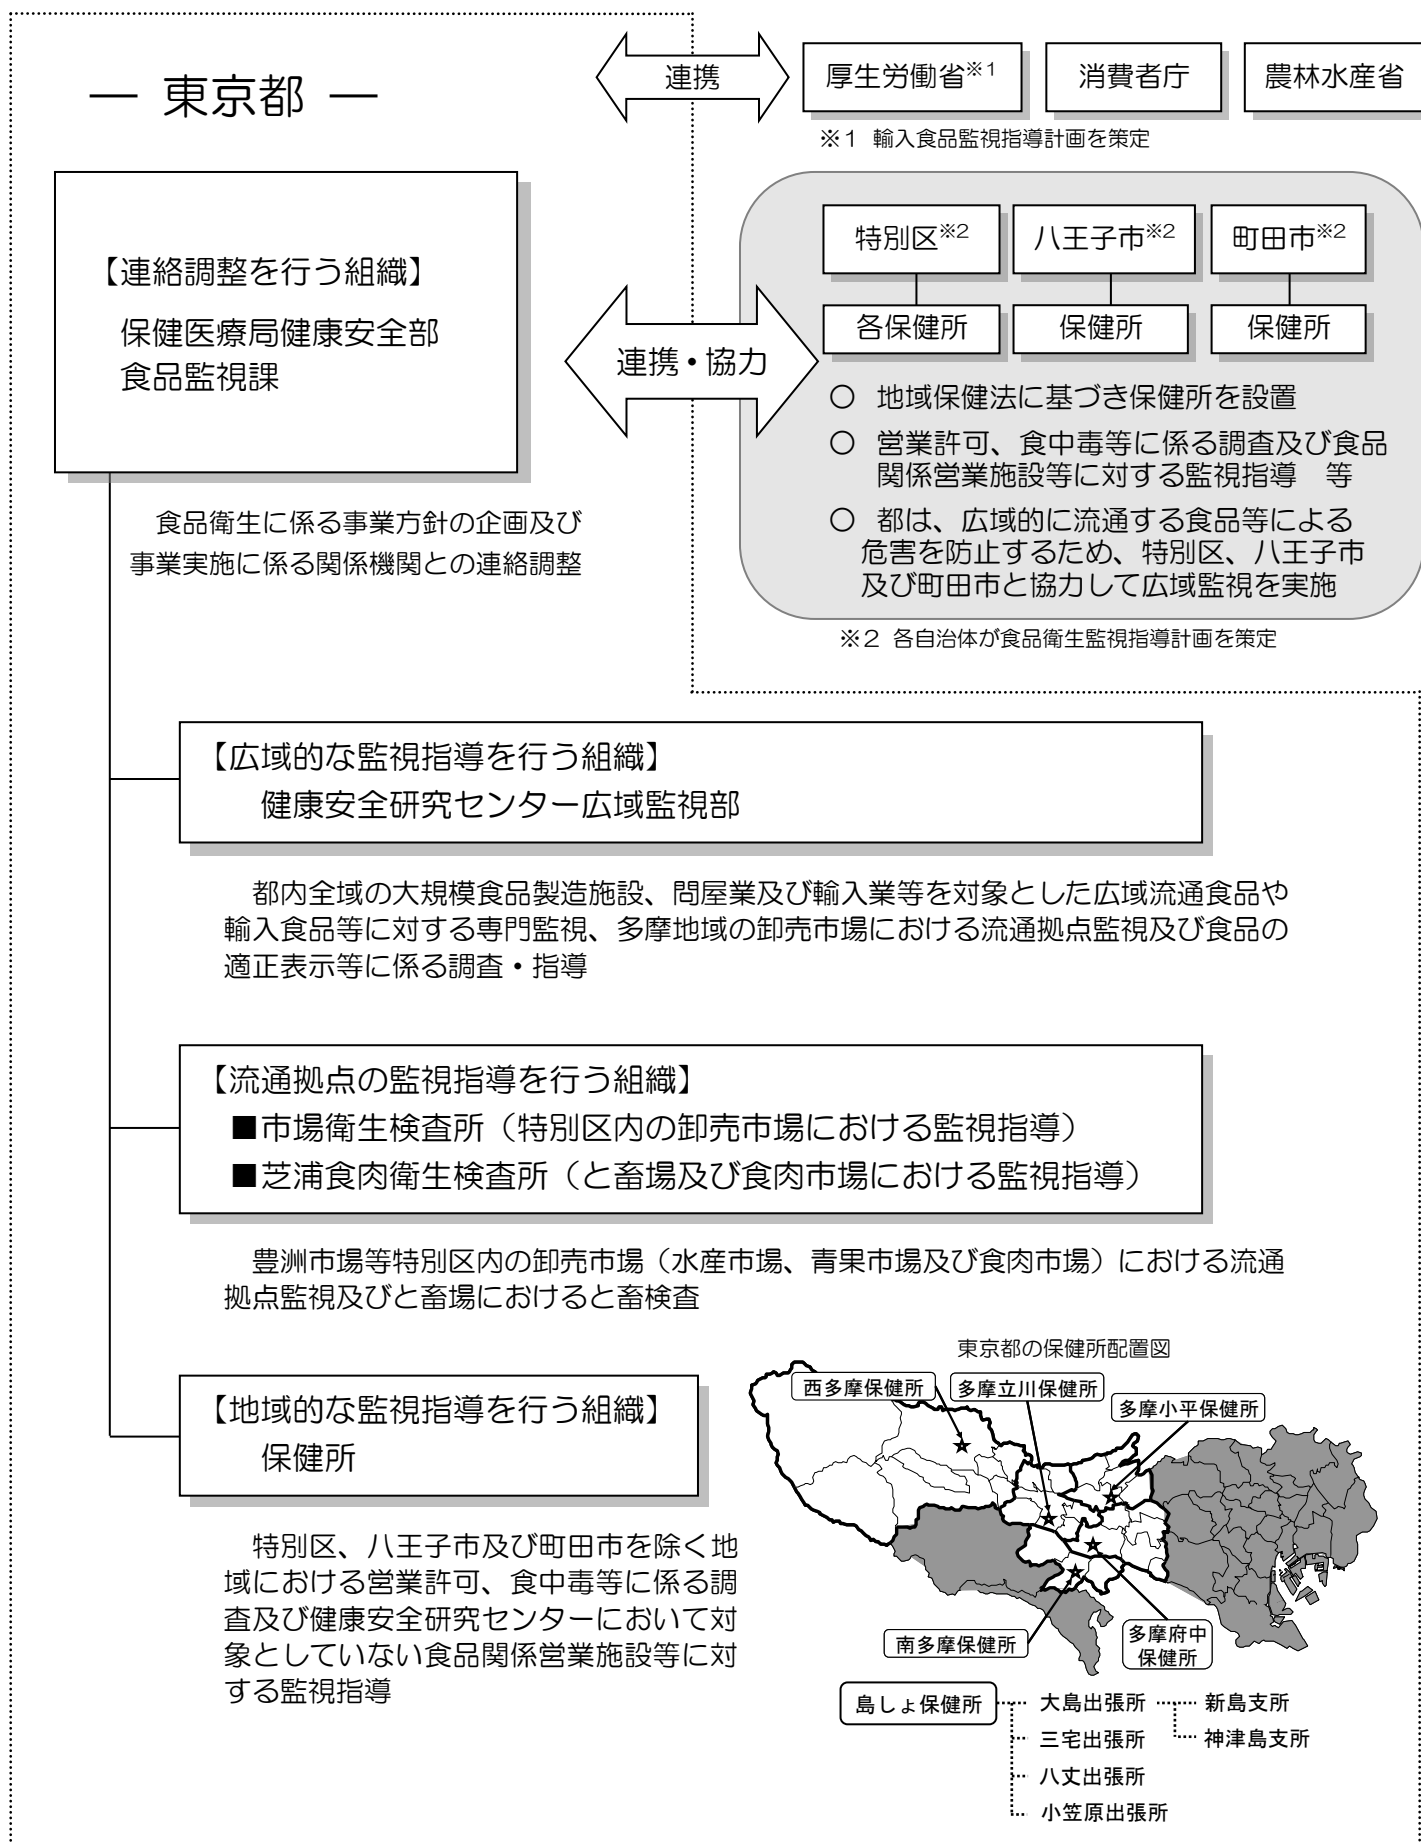 ― 東京都 ―
連携
厚生労働省※1
消費者庁
農林水産省
※1 輸入食品監視指導計画を策定
【連絡調整を行う組織】
保健医療局健康安全部
食品監視課
連携・協力
特別区※2
八王子市※2
町田市※2
各保健所
保健所
保健所
○ 地域保健法に基づき保健所を設置
○ 営業許可、食中毒等に係る調査及び食品
関係営業施設等に対する監視指導 等
○ 都は、広域的に流通する食品等による
危害を防止するため、特別区、八王子市
及び町田市と協力して広域監視を実施
※2 各自治体が食品衛生監視指導計画を策定
食品衛生に係る事業方針の企画及び
事業実施に係る関係機関との連絡調整
【広域的な監視指導を行う組織】
健康安全研究センター広域監視部
都内全域の大規模食品製造施設、問屋業及び輸入業等を対象とした広域流通食品や
輸入食品等に対する専門監視、多摩地域の卸売市場における流通拠点監視及び食品の
適正表示等に係る調査・指導
【流通拠点の監視指導を行う組織】
■市場衛生検査所（特別区内の卸売市場における監視指導）
■芝浦食肉衛生検査所（と畜場及び食肉市場における監視指導）
豊洲市場等特別区内の卸売市場（水産市場、青果市場及び食肉市場）における流通
拠点監視及びと畜場におけると畜検査
【地域的な監視指導を行う組織】
保健所
特別区、八王子市及び町田市を除く地
域における営業許可、食中毒等に係る調
査及び健康安全研究センターにおいて対
象としていない食品関係営業施設等に対
する監視指導
東京都の保健所配置図
西多摩保健所
多摩立川保健所
多摩小平保健所
南多摩保健所
多摩府中
保健所
島しょ保健所
大島出張所
新島支所
三宅出張所
神津島支所
八丈出張所
小笠原出張所